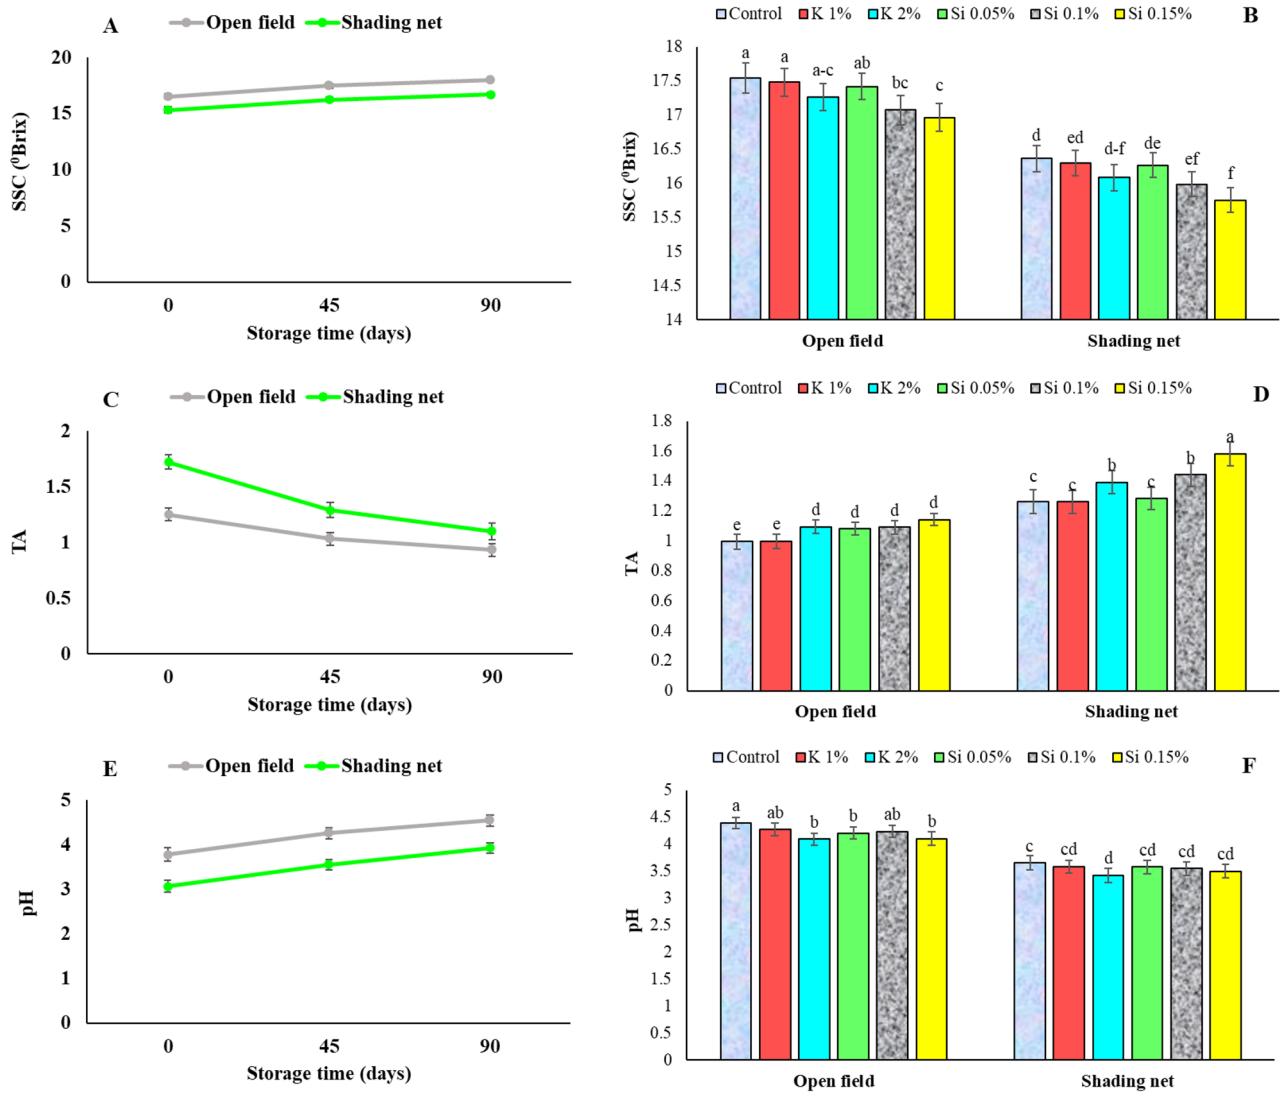 A
Open field Shading net
20
15
10
5
0
SSC (⁰Brix)
0 45 90
Storage time (days)
Control K 1% K 2% Si 0.05% Si 0.1% Si 0.15%
B
18
17.5
17
16.5
16
15.5
15
14.5
14
SSC (⁰Brix)
a a a-c ab bc c d ed d-f de ef f
Open field Shading net
C
Open field Shading net
2
1.5
1
0.5
0
TA
0 45 90
Storage time (days)
Control K 1% K 2% Si 0.05% Si 0.1% Si 0.15%
D
1.8
1.6
1.4
1.2
1
0.8
0.6
0.4
0.2
0
TA
e e d d d d c c b c b a
Open field Shading net
E
Open field Shading net
5
4
3
2
1
0
pH
0 45 90
Storage time (days)
Control K 1% K 2% Si 0.05% Si 0.1% Si 0.15%
F
5
4.5
4
3.5
3
2.5
2
1.5
1
0.5
0
pH
a ab b b ab b c cd d cd cd cd
Open field Shading net